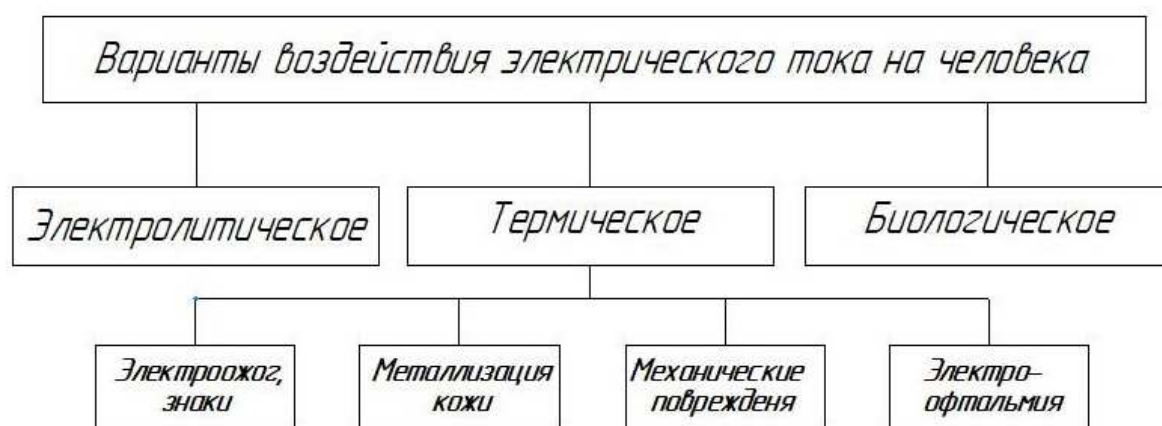 Варианты воздействия электрического тока на человека
Электролитическое
Термическое
Биологическое
Электроожог,
знаки
Металлизация
кожи
Механические
поврежденя
Электро-
офтальмия